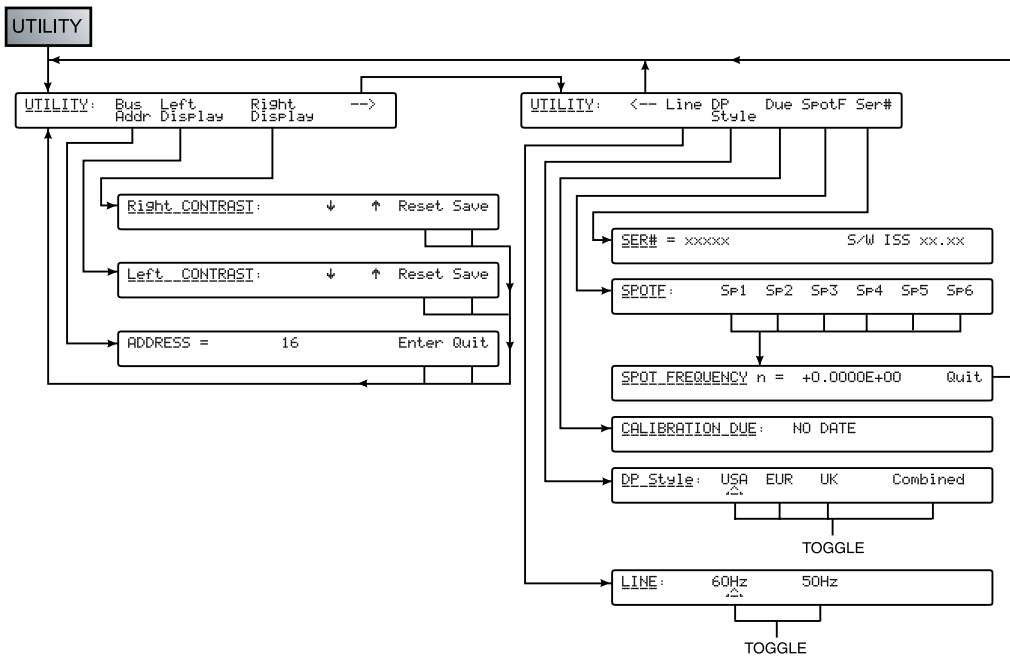 UTILITY
UTILITY: Bus Left Right -->
Addr Display Display
UTILITY: <-- Line DP Due SpotF Ser#
Style
Right CONTRAST: ↓ ↑ Reset Save
Left CONTRAST: ↓ ↑ Reset Save
ADDRESS = 16 Enter Quit
SER# = xxxxx S/W ISS xx.xx
SPOTF: Sp1 Sp2 Sp3 Sp4 Sp5 Sp6
SPOT FREQUENCY n = +0.0000E+00 Quit
CALIBRATION DUE: NO DATE
DP Style: USA EUR UK Combined
TOGGLE
LINE: 60Hz 50Hz
TOGGLE